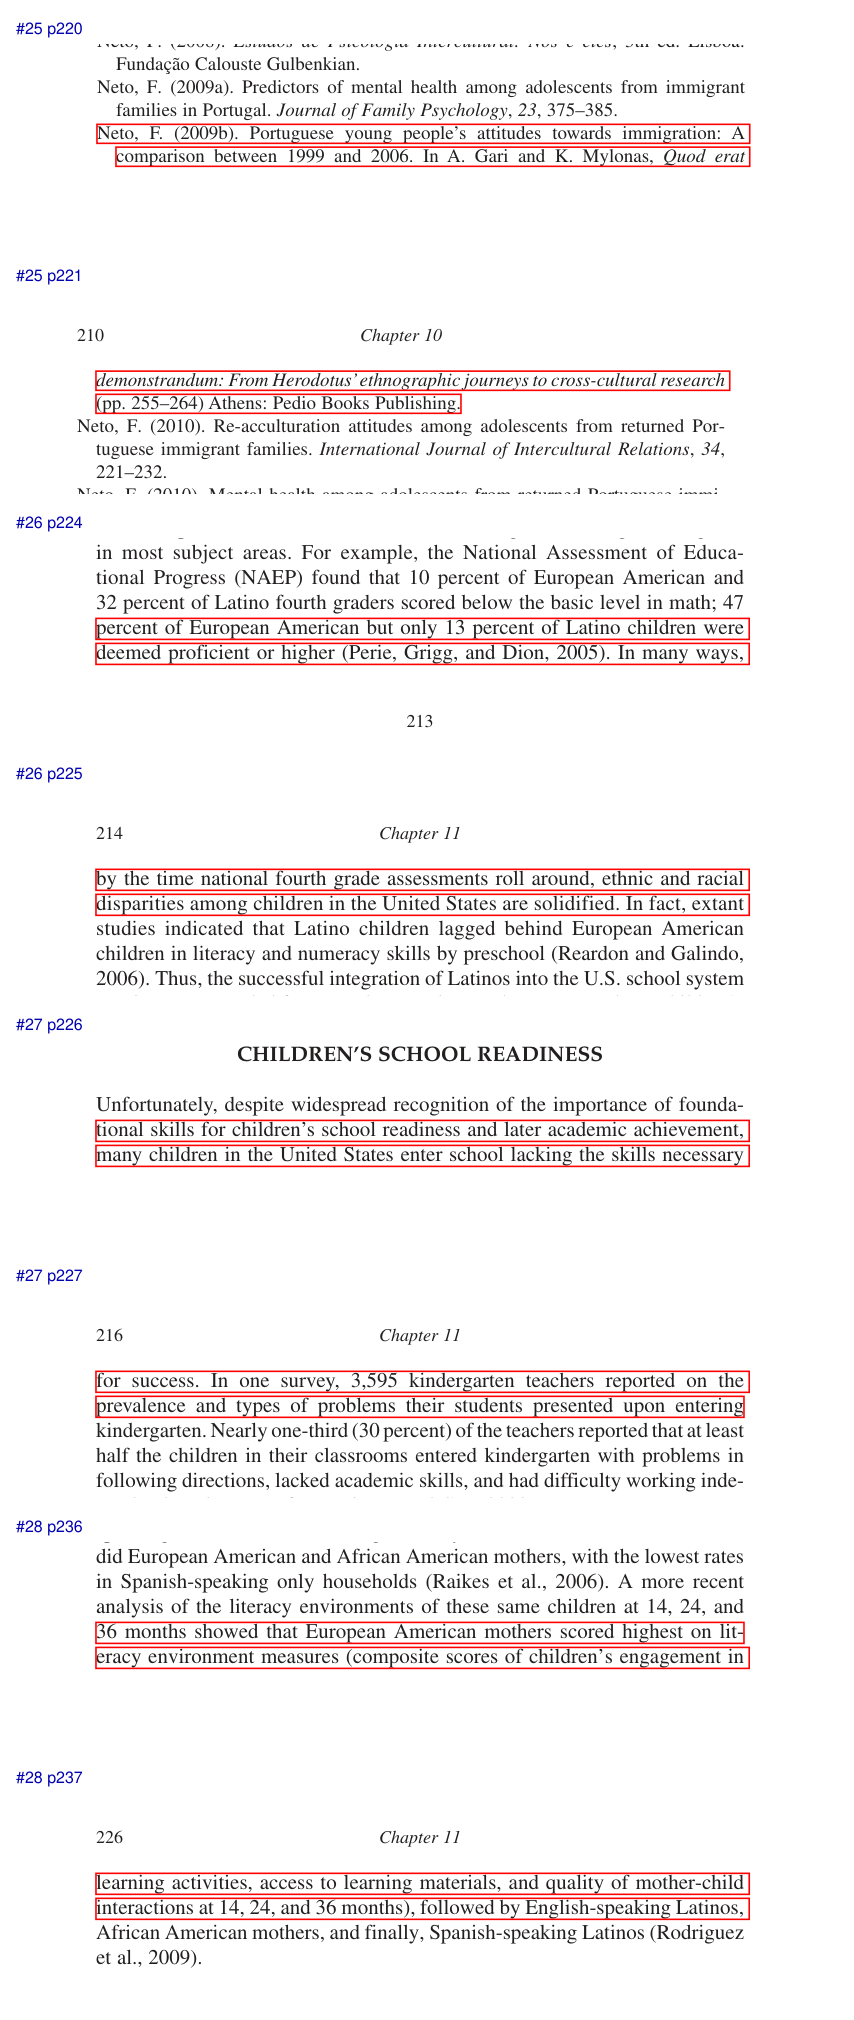 #25 p220
Neto, F. (2008). Estudos de Psicologia Intercultural. Nós e eles, 3th ed. Lisboa:
Fundação Calouste Gulbenkian.
Neto, F. (2009a). Predictors of mental health among adolescents from immigrant
families in Portugal. Journal of Family Psychology, 23, 375–385.
Neto, F. (2009b). Portuguese young people’s attitudes towards immigration: A
comparison between 1999 and 2006. In A. Gari and K. Mylonas, Quod erat
#25 p221
210 Chapter 10
demonstrandum: From Herodotus’ ethnographic journeys to cross-cultural research
(pp. 255–264) Athens: Pedio Books Publishing.
Neto, F. (2010). Re-acculturation attitudes among adolescents from returned Por-
tuguese immigrant families. International Journal of Intercultural Relations, 34,
221–232.
Neto, F. (2010). Mental health among adolescents from returned Portuguese immi-
#26 p224
in most subject areas. For example, the National Assessment of Educa-
tional Progress (NAEP) found that 10 percent of European American and
32 percent of Latino fourth graders scored below the basic level in math; 47
percent of European American but only 13 percent of Latino children were
deemed proficient or higher (Perie, Grigg, and Dion, 2005). In many ways,
213
#26 p225
214 Chapter 11
by the time national fourth grade assessments roll around, ethnic and racial
disparities among children in the United States are solidified. In fact, extant
studies indicated that Latino children lagged behind European American
children in literacy and numeracy skills by preschool (Reardon and Galindo,
2006). Thus, the successful integration of Latinos into the U.S. school system
#27 p226
CHILDREN’S SCHOOL READINESS
Unfortunately, despite widespread recognition of the importance of founda-
tional skills for children’s school readiness and later academic achievement,
many children in the United States enter school lacking the skills necessary
#27 p227
216 Chapter 11
for success. In one survey, 3,595 kindergarten teachers reported on the
prevalence and types of problems their students presented upon entering
kindergarten. Nearly one-third (30 percent) of the teachers reported that at least
half the children in their classrooms entered kindergarten with problems in
following directions, lacked academic skills, and had difficulty working inde-
#28 p236
did European American and African American mothers, with the lowest rates
in Spanish-speaking only households (Raikes et al., 2006). A more recent
analysis of the literacy environments of these same children at 14, 24, and
36 months showed that European American mothers scored highest on lit-
eracy environment measures (composite scores of children’s engagement in
#28 p237
226 Chapter 11
learning activities, access to learning materials, and quality of mother-child
interactions at 14, 24, and 36 months), followed by English-speaking Latinos,
African American mothers, and finally, Spanish-speaking Latinos (Rodriguez
et al., 2009).